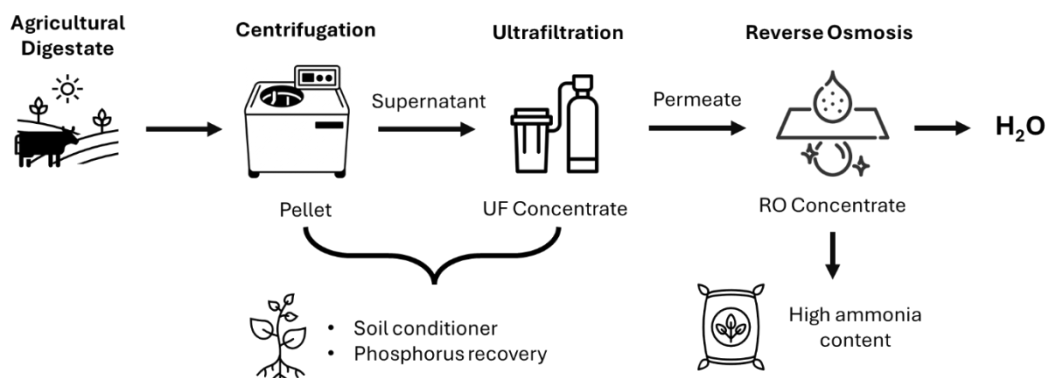 Agricultural
Digestate
Centrifugation
Ultrafiltration
Reverse Osmosis
Supernatant
Permeate
H₂O
Pellet
UF Concentrate
RO Concentrate
• Soil conditioner
• Phosphorus recovery
High ammonia
content